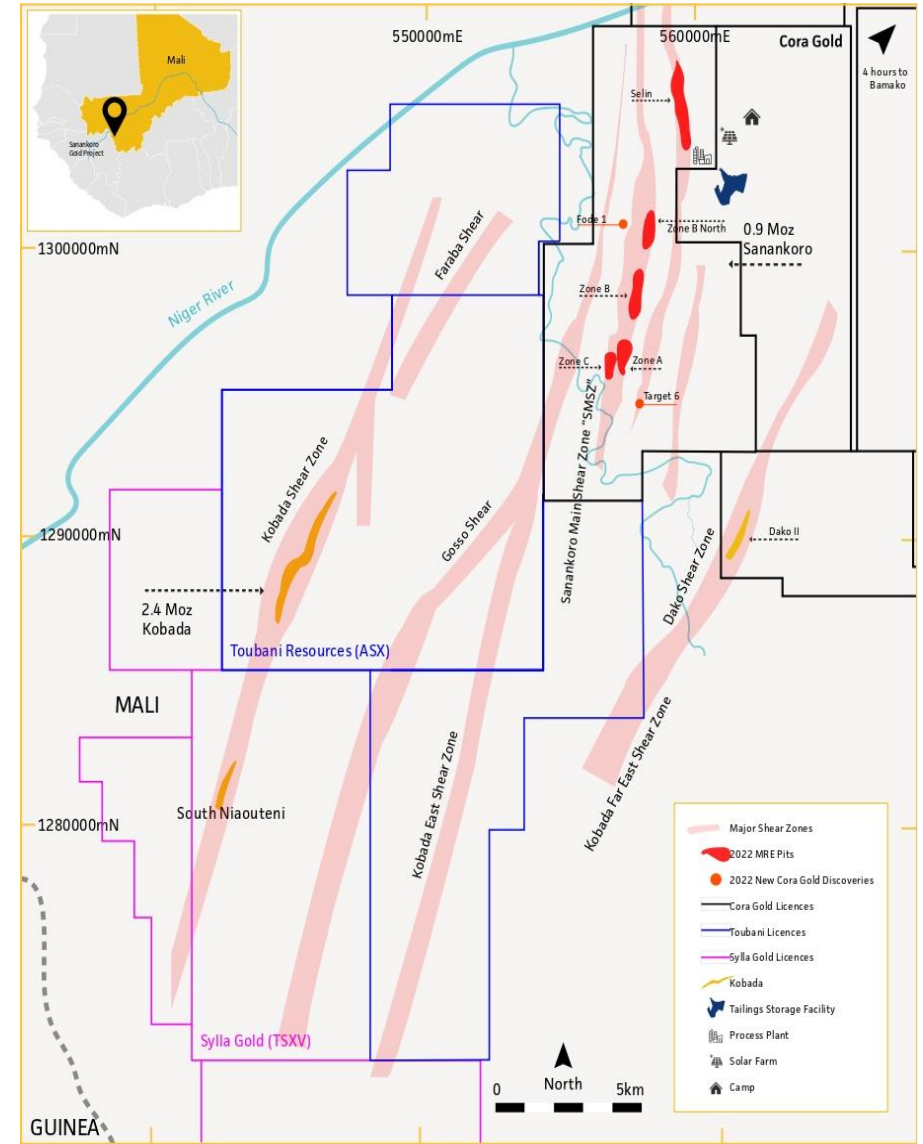 Mali
Sanankoro
Gold Project
550000mE
560000mE
Cora Gold
4 hours to
Bamako
Selin
Fode 1
Zone B North
0.9 Moz
Sanankoro
1300000mN
Faraba Shear
Niger River
Zone B
Zone C
Zone A
Target 6
Sanankoro Main Shear Zone "SMSZ"
Kobada Shear Zone
Gosso Shear
Dako Shear Zone
Dako II
1290000mN
2.4 Moz
Kobada
Toubani Resources (ASX)
MALI
Kobada East Shear Zone
Kobada Far East Shear Zone
South Niaouteni
1280000mN
Sylla Gold (TSXV)
GUINEA
0
North
5km
Major Shear Zones
2022 MRE Pits
2022 New Cora Gold Discoveries
Cora Gold Licences
Toubani Licences
Sylla Gold Licences
Kobada
Tailings Storage Facility
Process Plant
Solar Farm
Camp